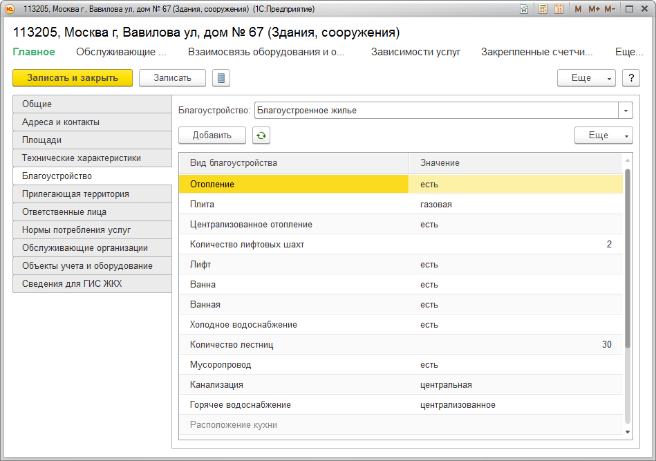 113205, Москва г, Вавилова ул, дом № 67 (Здания, сооружения) (1С:Предприятие)
M M+ M-
113205, Москва г, Вавилова ул, дом № 67 (Здания, сооружения)
Главное Обслуживающие ... Взаимосвязь оборудования и о... Зависимости услуг Закрепленные счетчи... Еще...
Записать и закрыть Записать Еще ?
Общие
Адреса и контакты
Площади
Технические характеристики
Благоустройство
Прилегающая территория
Ответственные лица
Нормы потребления услуг
Обслуживающие организации
Объекты учета и оборудование
Сведения для ГИС ЖКХ
Благоустройство: Благоустроенное жилье
Добавить Еще
Вид благоустройства Значение
Отопление есть
Плита газовая
Централизованное отопление есть
Количество лифтовых шахт 2
Лифт есть
Ванна есть
Ванная есть
Холодное водоснабжение есть
Количество лестниц 30
Мусоропровод есть
Канализация центральная
Горячее водоснабжение централизованное
Расположение кухни